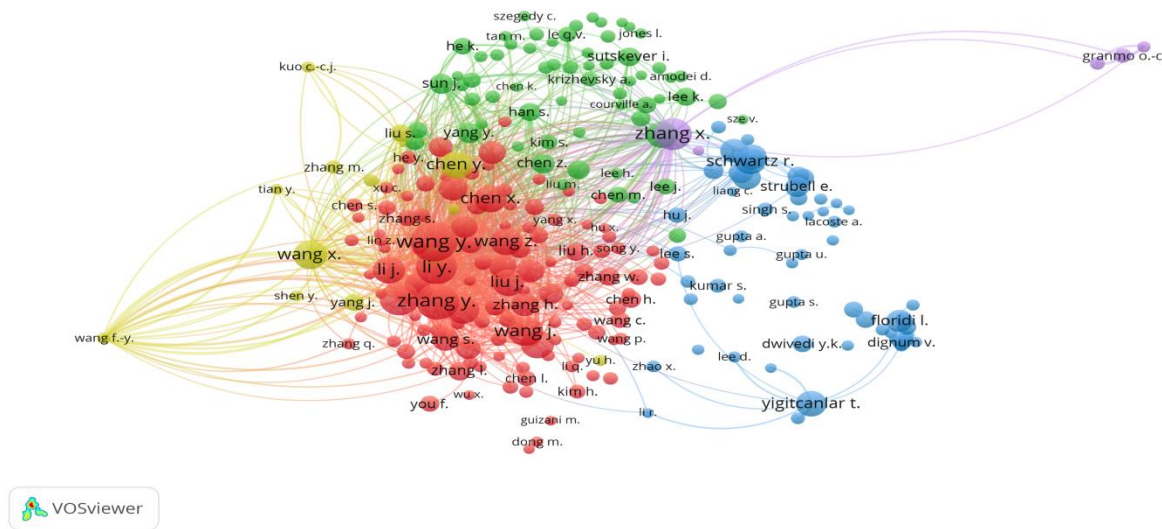 szegedy c.
tan m.
le q.v.
jones l.
he k.
sutskever i.
granmo o.-c
kuo c.-c.j.
sun j.
chen k.
krizhevsky a.
amodei d.
courville a.
lee k.
han s.
sze v.
liu s.
yang y.
kim s.
zhang x.
he y.
chen y.
chen z.
schwartz r.
zhang m.
lee h.
liu m.
lee j.
liang c.
strubell e.
tian y.
xu c.
chen x.
chen m.
chen s.
zhang s.
yang x.
hu x.
hu j.
singh s.
lacoste a.
lin z.
wang y.
wang z.
song y.
gupta a.
wang x.
liu h.
lee s.
gupta u.
li j.
li y.
liu j.
zhang w.
kumar s.
shen y.
yang j.
zhang y.
zhang h.
chen h.
gupta s.
wang f.-y.
wang s.
wang j.
wang c.
wang p.
floridi l.
zhang q.
dwivedi y.k.
dignum v.
zhang l.
chen l.
li q.
yu h.
zhao x.
lee d.
you f.
wu x.
kim h.
yigitcanlar t.
guizani m.
li r.
dong m.
VOSviewer